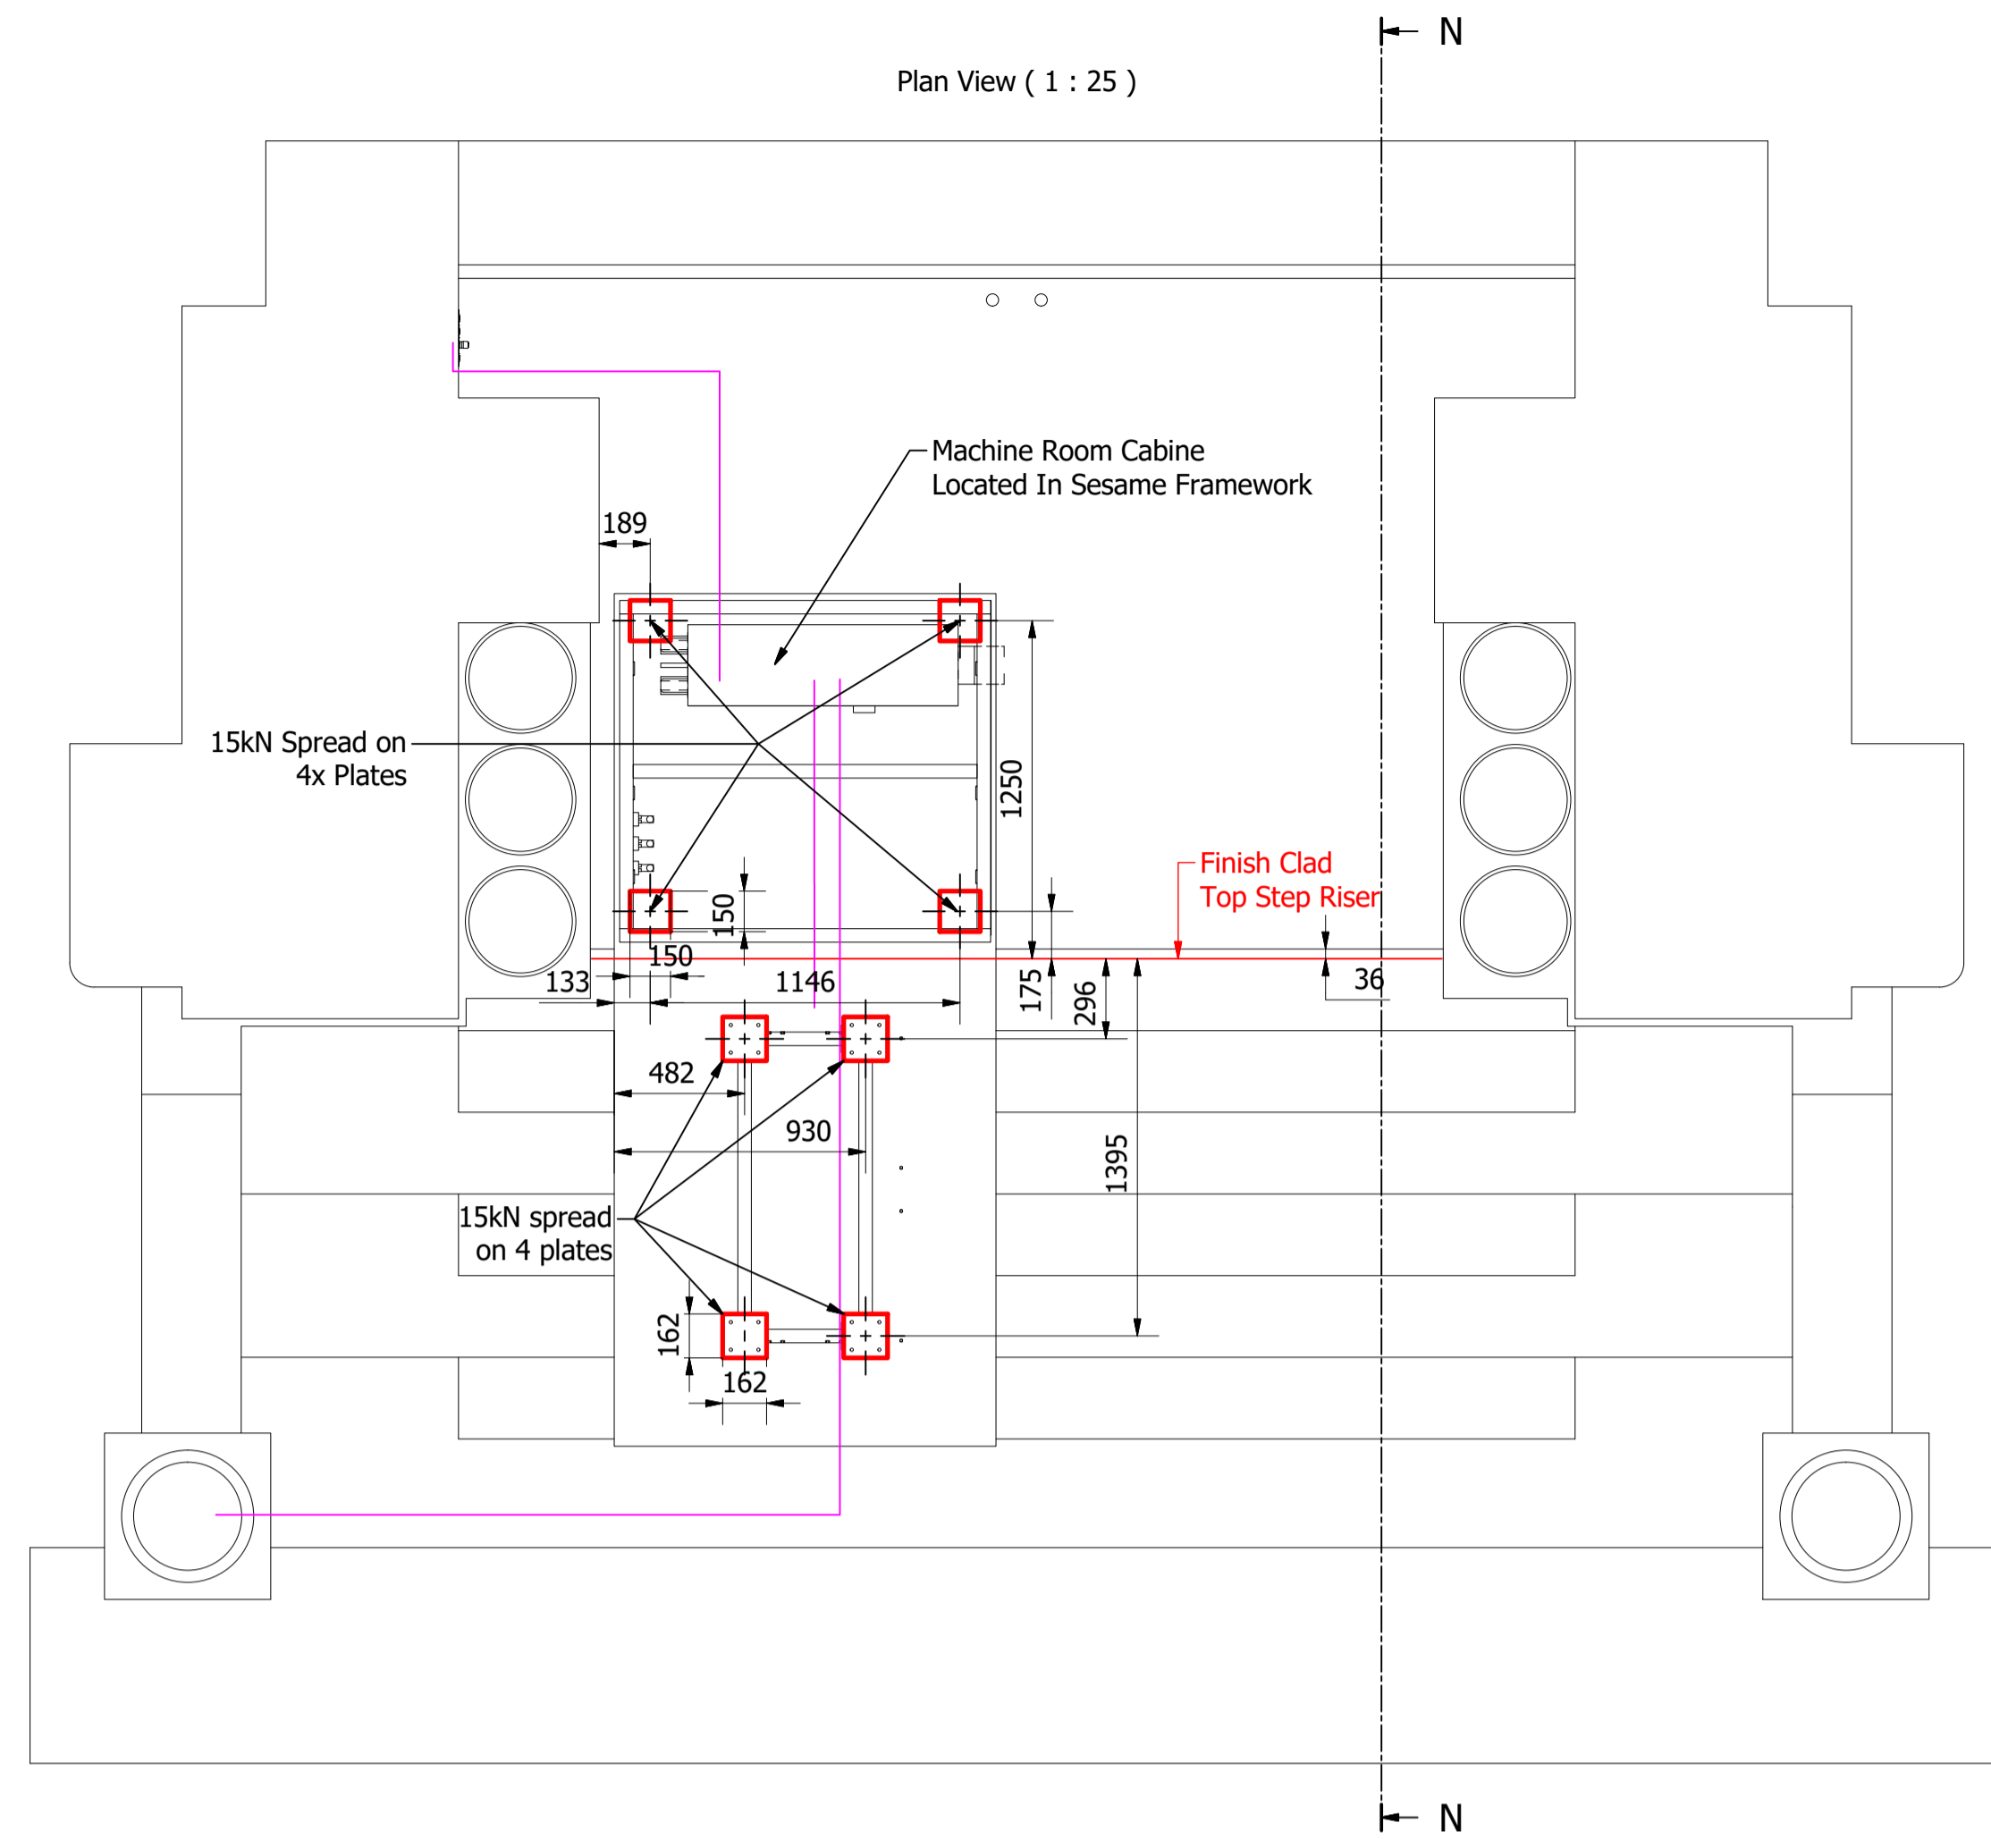 N
Plan View ( 1 : 25 )
Machine Room Cabine
Located In Sesame Framework
189
15kN Spread on
4x Plates
1250
Finish Clad
Top Step Riser
150
150
133
1146
175
296
36
482
930
1395
15kN spread
on 4 plates
162
162
N